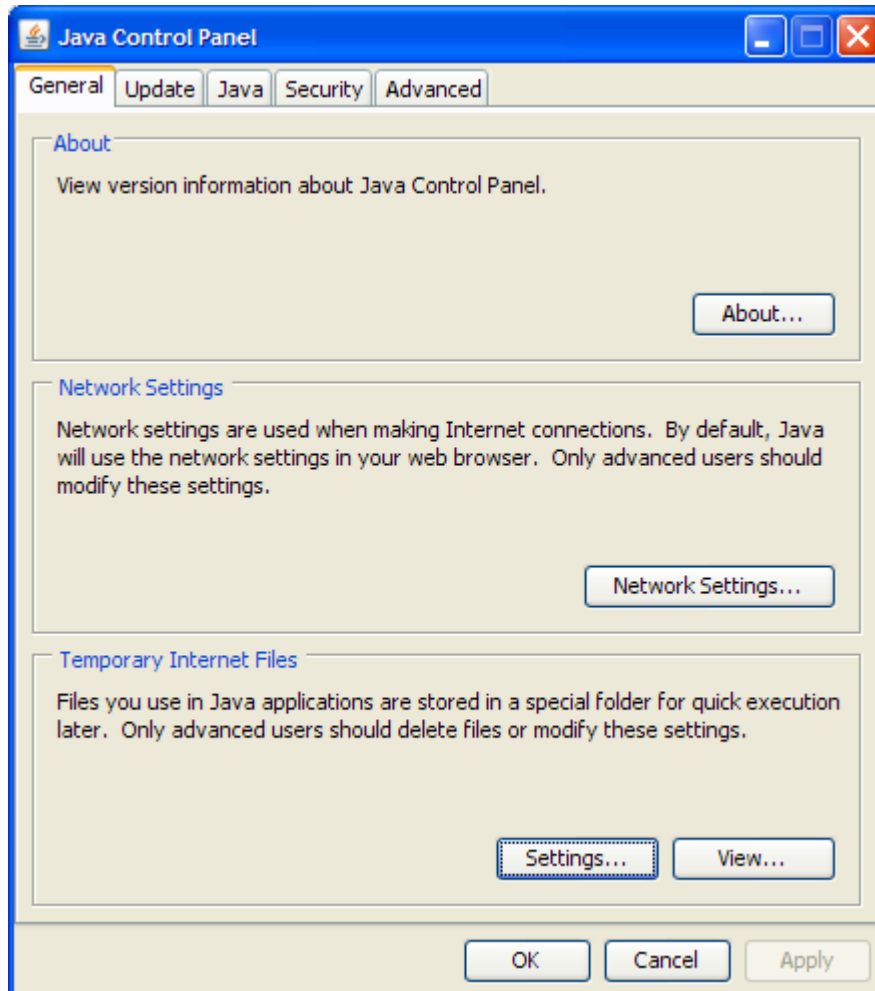 Java Control Panel
General Update Java Security Advanced
About
View version information about Java Control Panel.
About...
Network Settings
Network settings are used when making Internet connections.  By default, Java
will use the network settings in your web browser.  Only advanced users should
modify these settings.
Network Settings...
Temporary Internet Files
Files you use in Java applications are stored in a special folder for quick execution
later.  Only advanced users should delete files or modify these settings.
Settings... View...
OK Cancel Apply